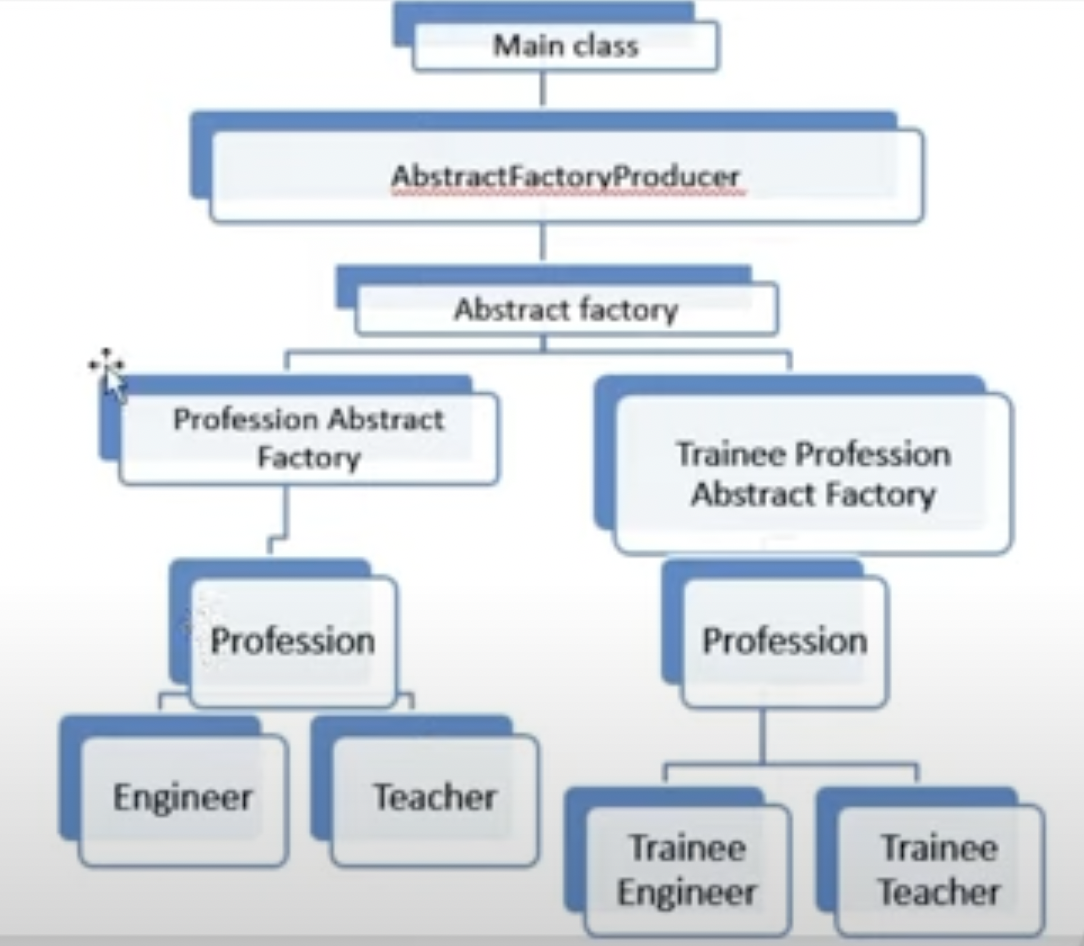 Main class
AbstractFactoryProducer
Abstract factory
Profession Abstract
Factory
Trainee Profession
Abstract Factory
Profession
Profession
Engineer
Teacher
Trainee
Engineer
Trainee
Teacher